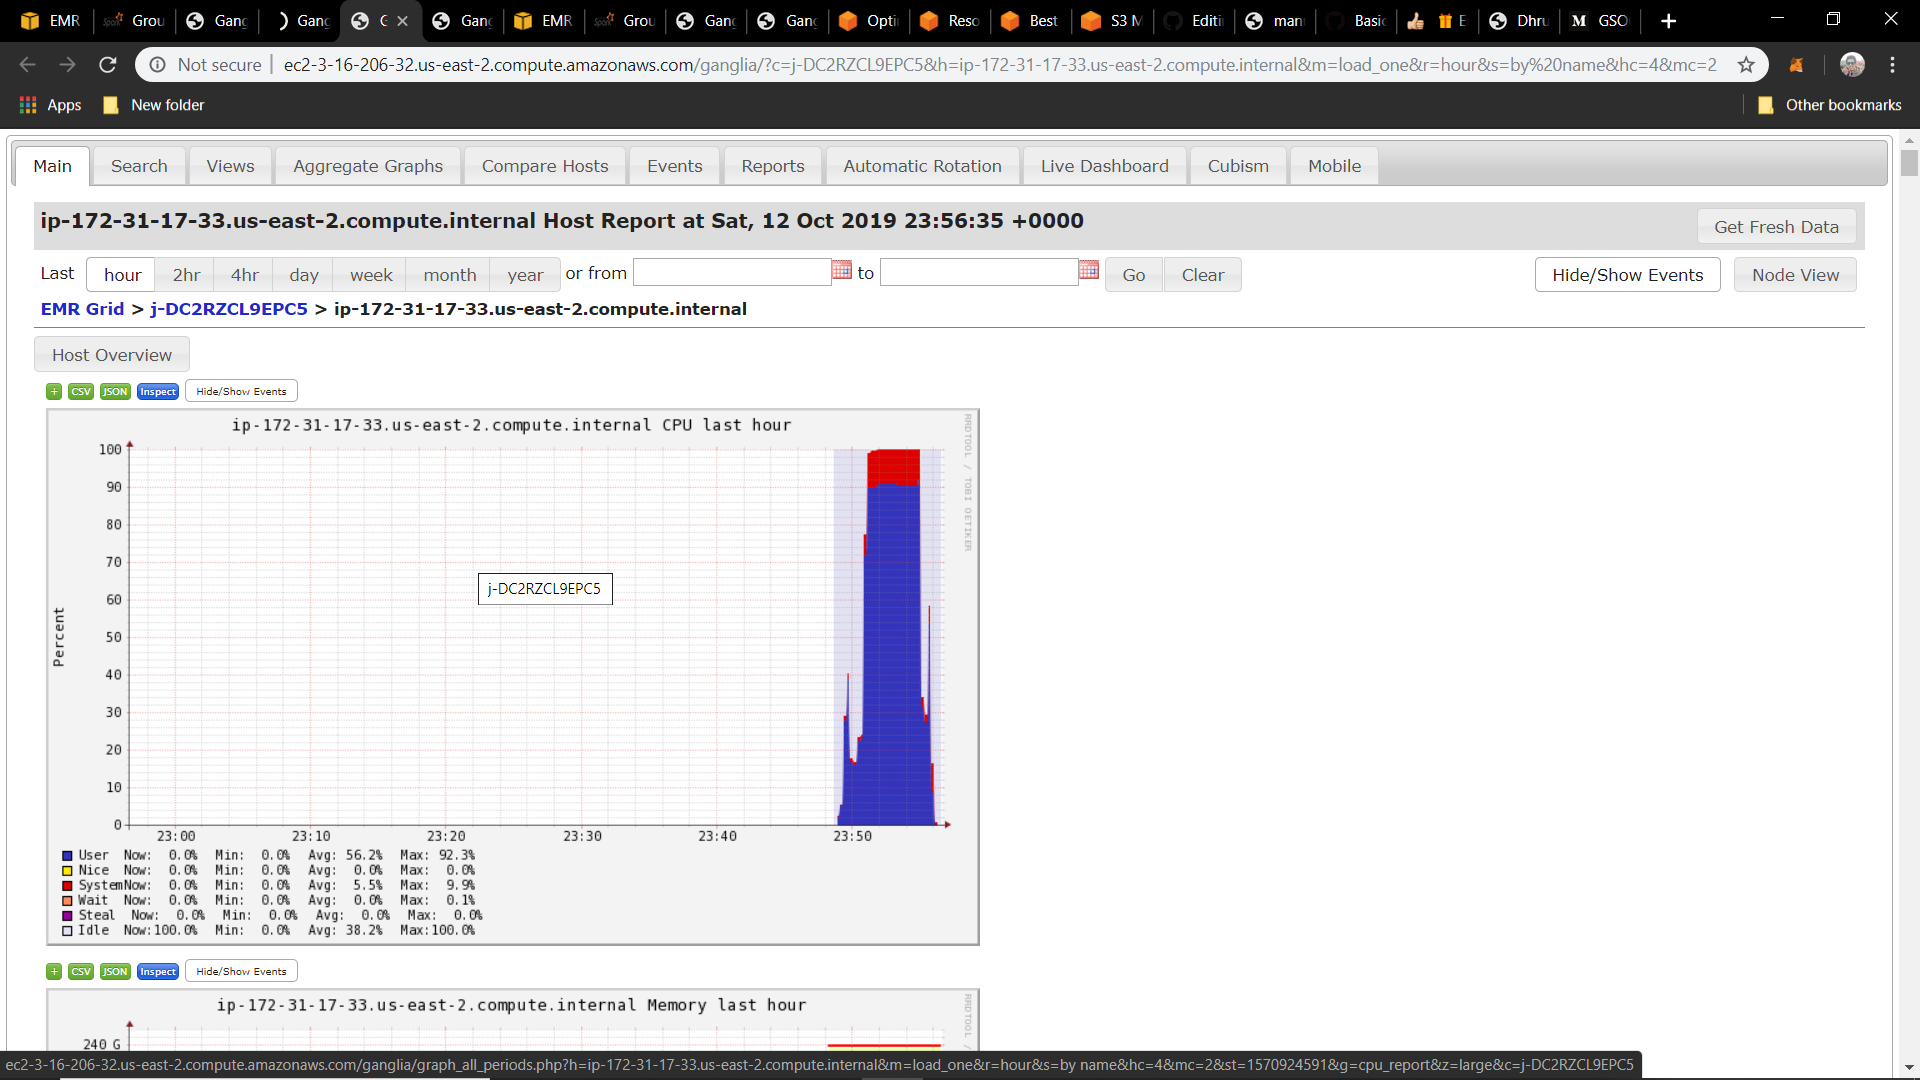 EMR Grou Gang Gang G Gang EMR Grou Gang Gang Opti Reso Best S3 M Editi man Basic E Dhru GSO
Not secure ec2-3-16-206-32.us-east-2.compute.amazonaws.com/ganglia/?c=j-DC2RZCL9EPC5&h=ip-172-31-17-33.us-east-2.compute.internal&m=load_one&r=hour&s=by%20name&hc=4&mc=2
Apps New folder Other bookmarks
Main Search Views Aggregate Graphs Compare Hosts Events Reports Automatic Rotation Live Dashboard Cubism Mobile
ip-172-31-17-33.us-east-2.compute.internal Host Report at Sat, 12 Oct 2019 23:56:35 +0000 Get Fresh Data
Last hour 2hr 4hr day week month year or from to Go Clear Hide/Show Events Node View
EMR Grid > j-DC2RZCL9EPC5 > ip-172-31-17-33.us-east-2.compute.internal
Host Overview
+ CSV JSON Inspect Hide/Show Events
ip-172-31-17-33.us-east-2.compute.internal CPU last hour
RRDTOOL / TOBI OETIKER
Percent
100
90
80
70
60
50
40
30
20
10
0
j-DC2RZCL9EPC5
23:00 23:10 23:20 23:30 23:40 23:50
User Now: 0.0% Min: 0.0% Avg: 56.2% Max: 92.3%
Nice Now: 0.0% Min: 0.0% Avg: 0.0% Max: 0.0%
System Now: 0.0% Min: 0.0% Avg: 5.5% Max: 9.9%
Wait Now: 0.0% Min: 0.0% Avg: 0.0% Max: 0.1%
Steal Now: 0.0% Min: 0.0% Avg: 0.0% Max: 0.0%
Idle Now:100.0% Min: 0.0% Avg: 38.2% Max:100.0%
+ CSV JSON Inspect Hide/Show Events
ip-172-31-17-33.us-east-2.compute.internal Memory last hour
RRDTOOL /
240 G
ec2-3-16-206-32.us-east-2.compute.amazonaws.com/ganglia/graph_all_periods.php?h=ip-172-31-17-33.us-east-2.compute.internal&m=load_one&r=hour&s=by name&hc=4&mc=2&st=1570924591&g=cpu_report&z=large&c=j-DC2RZCL9EPC5